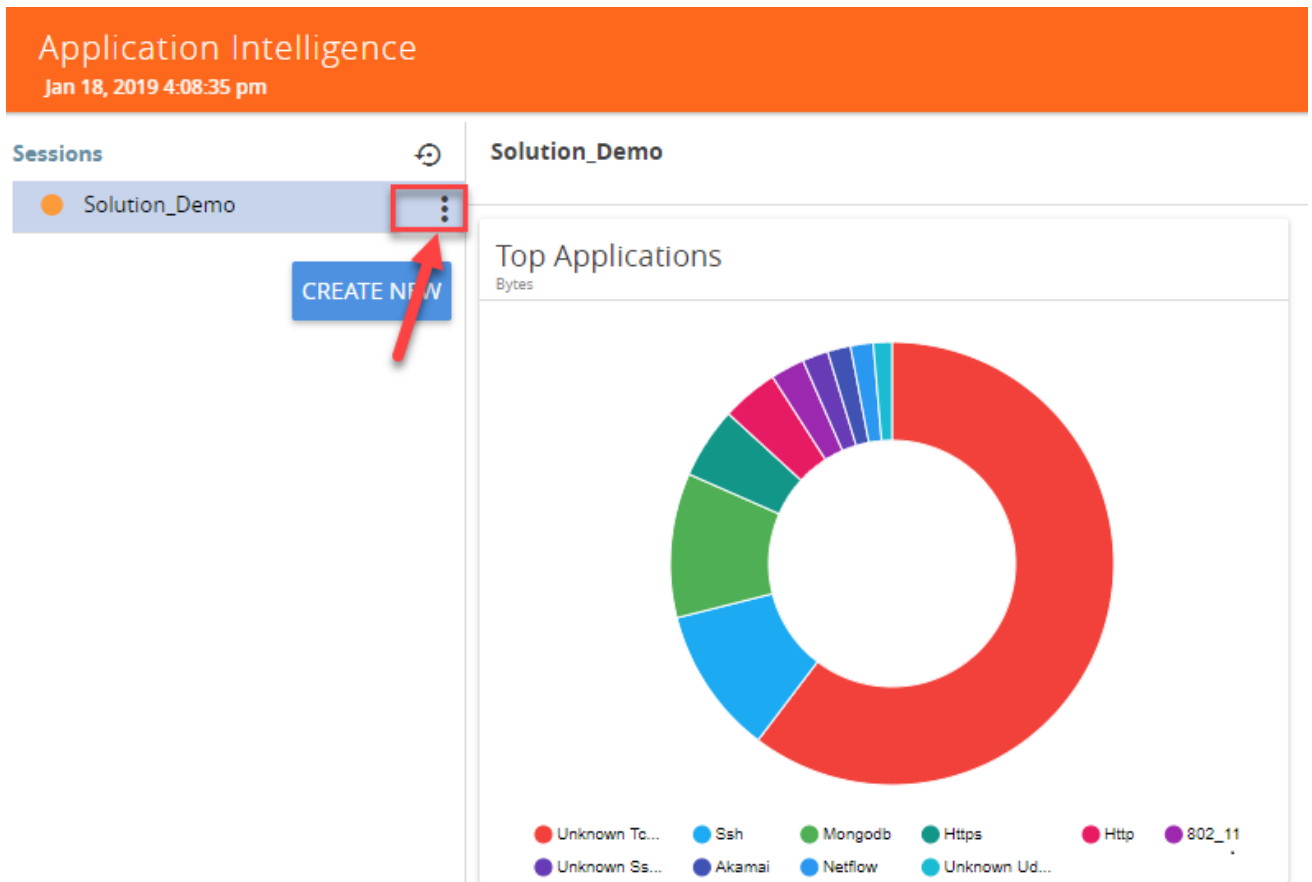 Application Intelligence
Jan 18, 2019 4:08:35 pm
Sessions
Solution_Demo
CREATE NEW
Solution_Demo
Top Applications
Bytes
Unknown Tc... Ssh Mongodb Https Http 802_11
Unknown Ss... Akamai Netflow Unknown Ud...